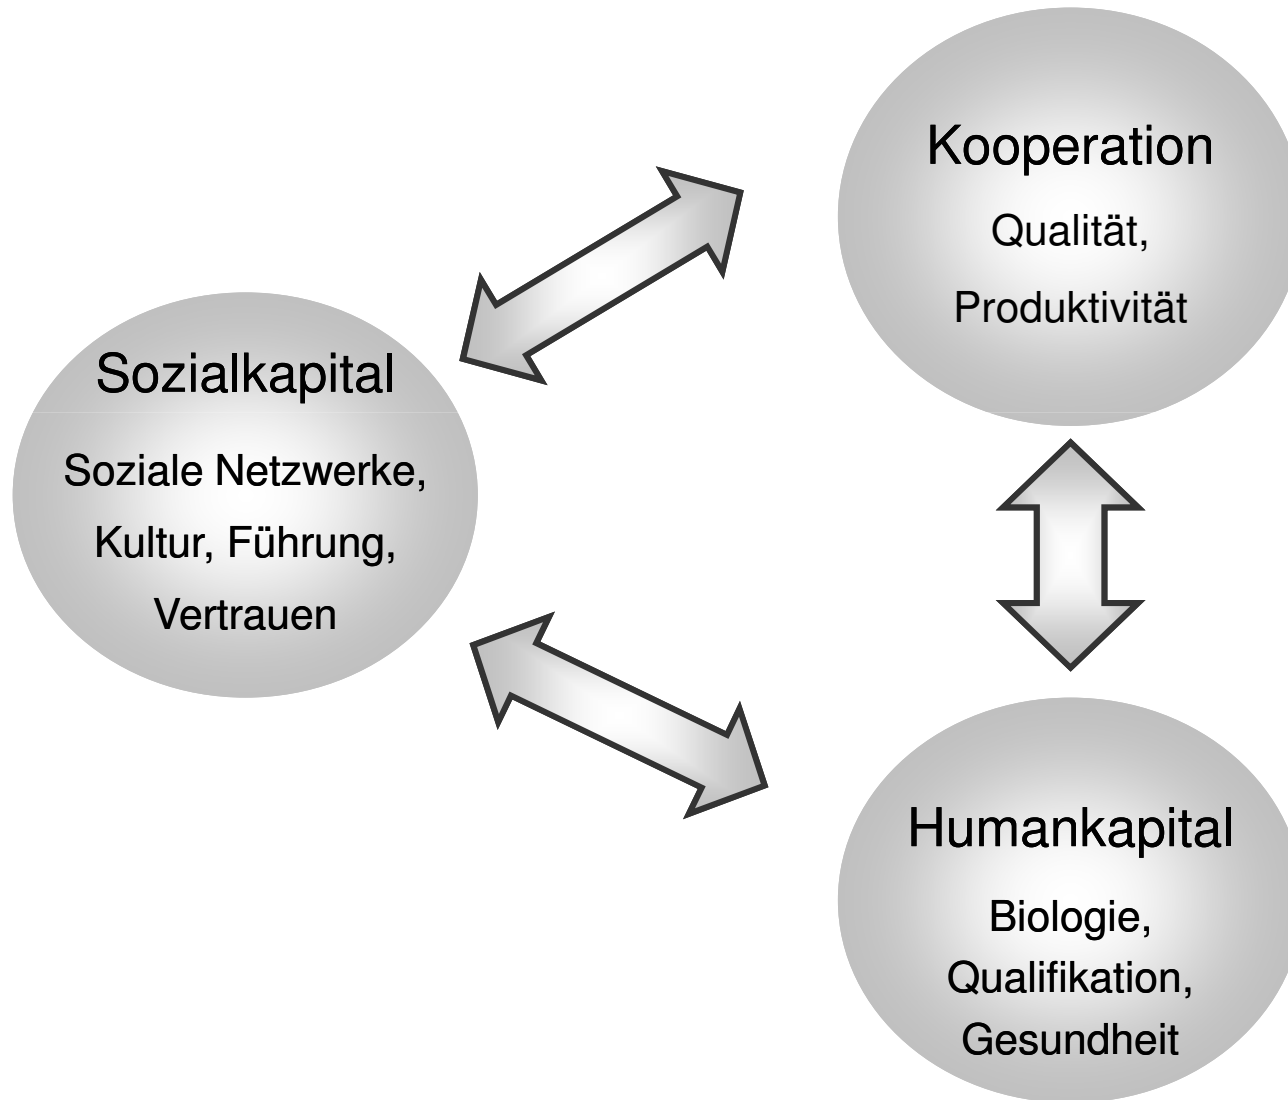 Kooperation
Qualität,
Produktivität
Sozialkapital
Soziale Netzwerke,
Kultur, Führung,
Vertrauen
Humankapital
Biologie,
Qualifikation,
Gesundheit